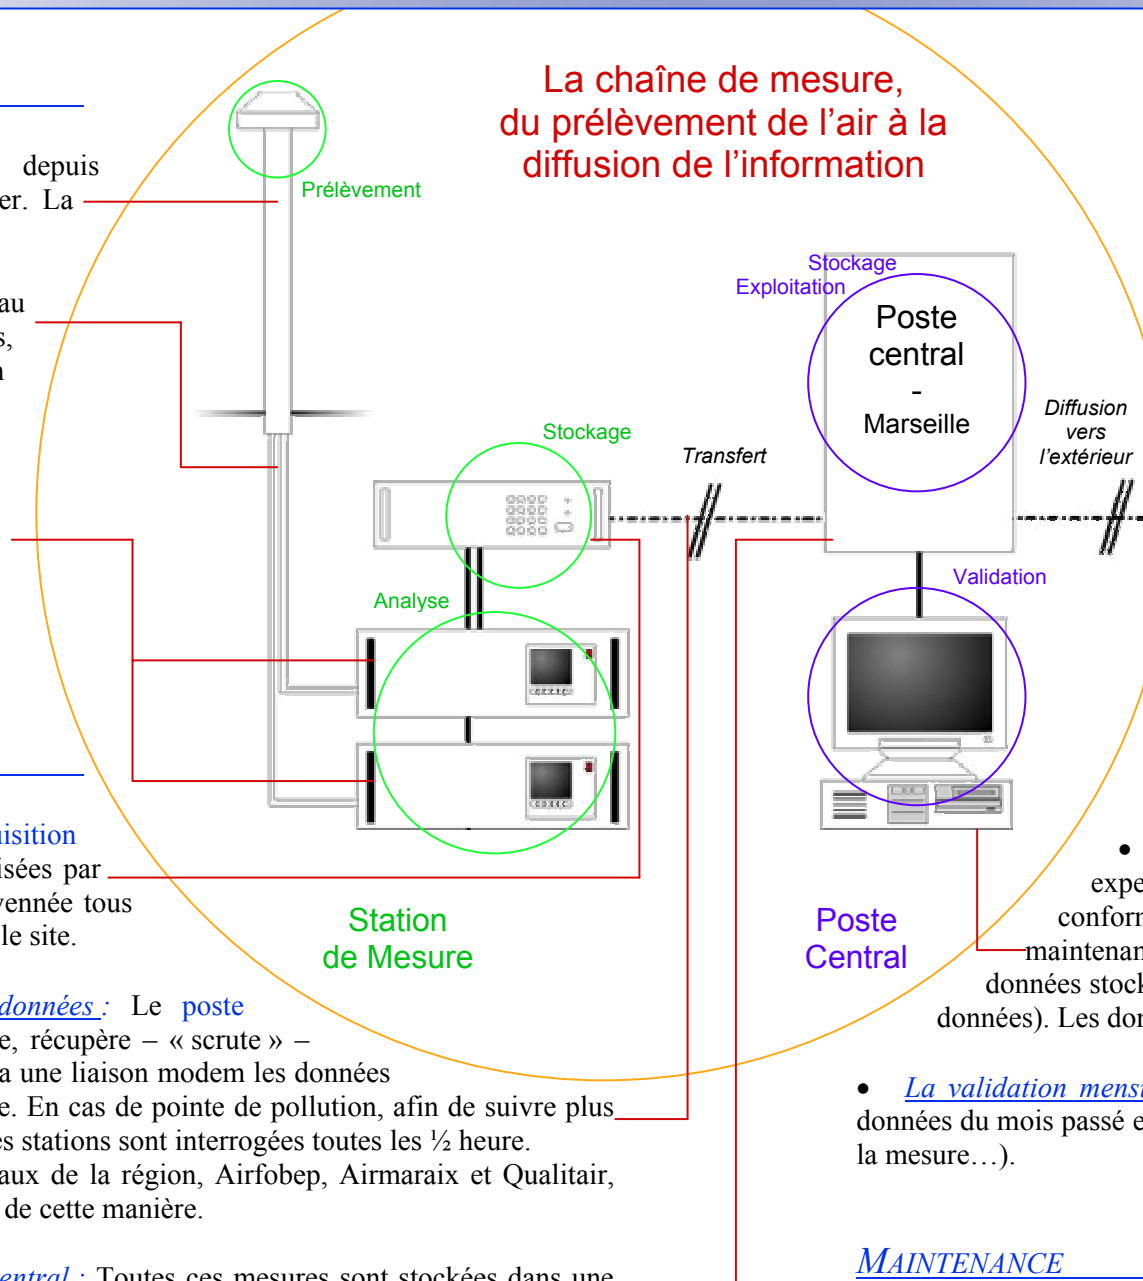 La chaîne de mesure,
du prélèvement de l’air à la
diffusion de l’information
depuis
er. La
Prélèvement
au
s,
n
Stockage
Exploitation
Poste
central
-
Marseille
Diffusion
vers
l’extérieur
Stockage
Transfert
Analyse
Validation
uisition
isées par
yennée tous
le site.
Station
de Mesure
Poste
Central
•
expe
conform
maintenan
données stock
données). Les don
données : Le poste
e, récupère – « scrute » –
a une liaison modem les données
e. En cas de pointe de pollution, afin de suivre plus
es stations sont interrogées toutes les ½ heure.
aux de la région, Airfobep, Airmaraix et Qualitair,
de cette manière.
• La validation mensu
données du mois passé e
la mesure…).
entral : Toutes ces mesures sont stockées dans une
MAINTENANCE